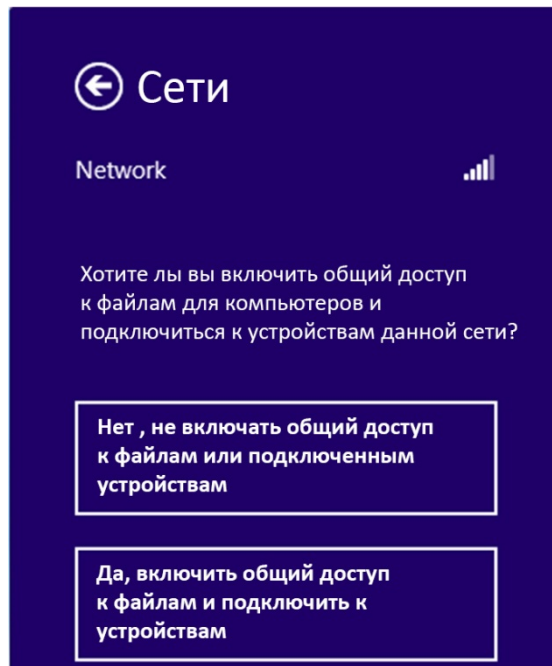 Сети
Network
Хотите лы вы включить общий доступ
к файлам для компьютеров и
подключиться к устройствам данной сети?
Нет , не включать общий доступ
к файлам или подключенным
устройствам
Да, включить общий доступ
к файлам и подключить к
устройствам